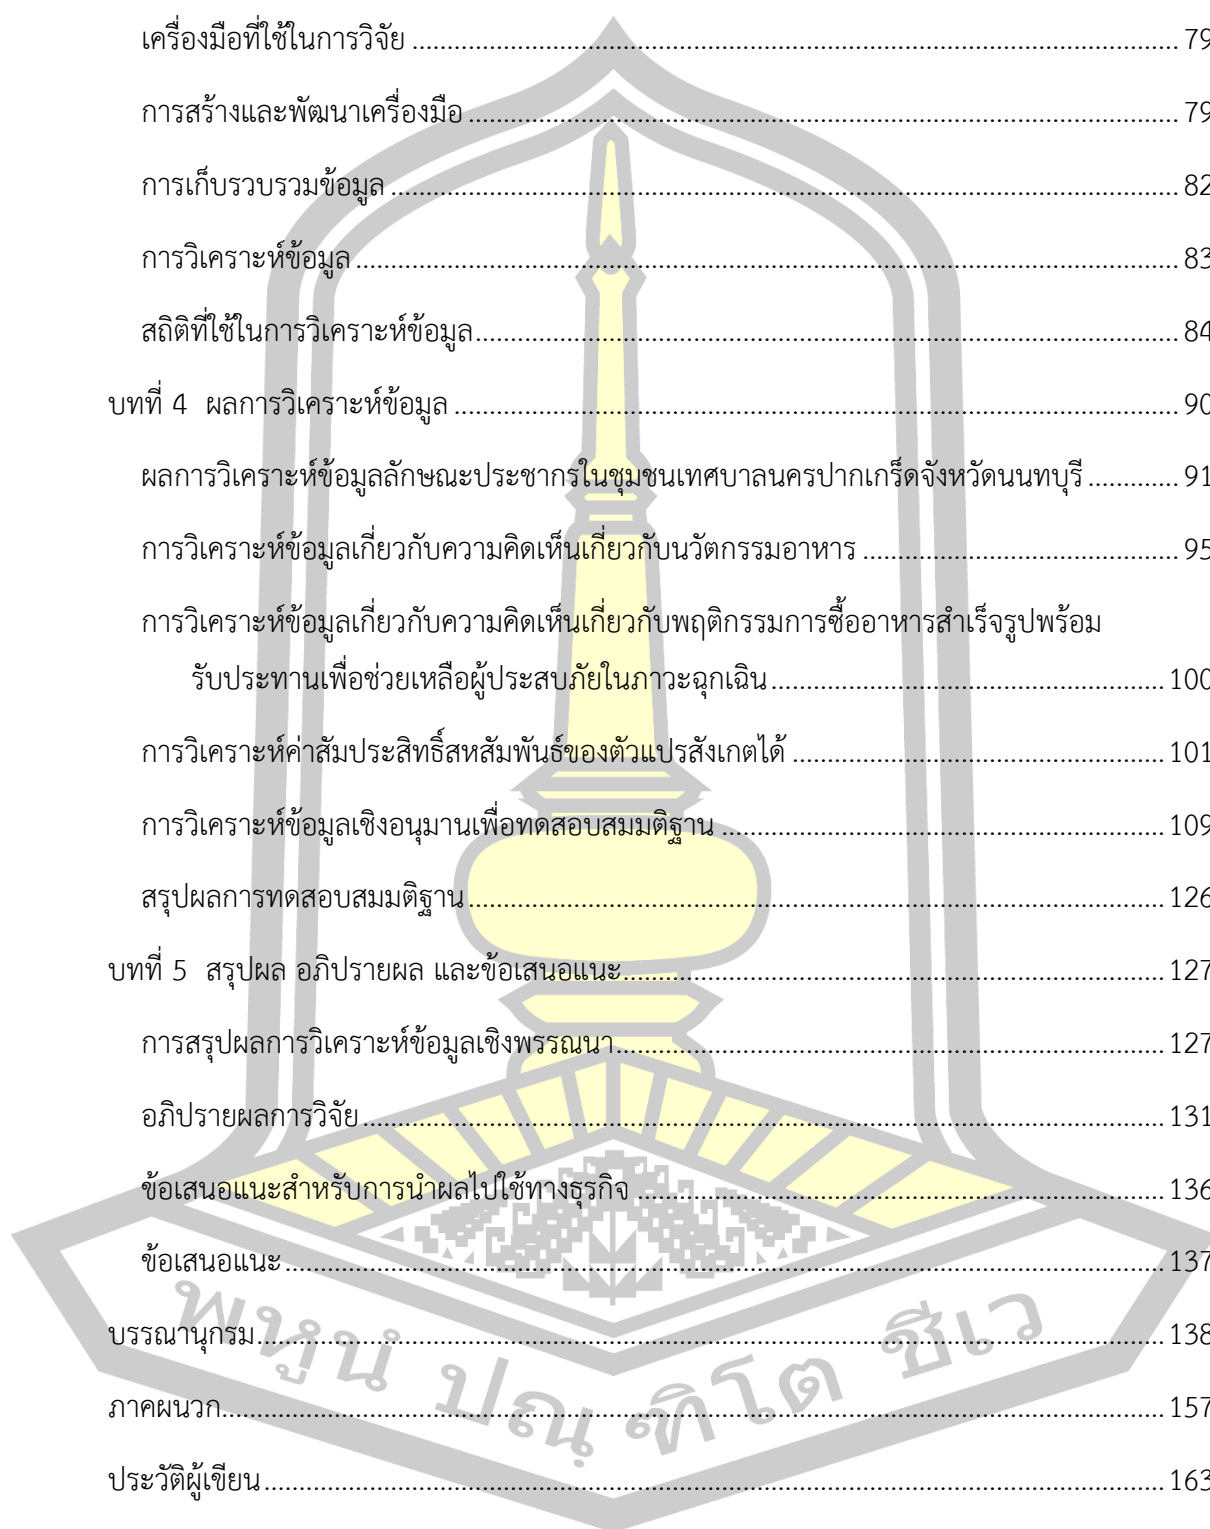 เครื่องมือที่ใช้ในการวิจัย ........................................................................ 79
การสร้างและพัฒนาเครื่องมือ ........................................................................ 79
การเก็บรวบรวมข้อมูล ........................................................................ 82
การวิเคราะห์ข้อมูล ........................................................................ 83
สถิติที่ใช้ในการวิเคราะห์ข้อมูล ........................................................................ 84
บทที่ 4 ผลการวิเคราะห์ข้อมูล ........................................................................ 90
ผลการวิเคราะห์ข้อมูลลักษณะประชากรในชุมชนเทศบาลนครปากเกร็ดจังหวัดนนทบุรี ............. 91
การวิเคราะห์ข้อมูลเกี่ยวกับความคิดเห็นเกี่ยวกับนวัตกรรมอาหาร ............................................. 95
การวิเคราะห์ข้อมูลเกี่ยวกับความคิดเห็นเกี่ยวกับพฤติกรรมการซื้ออาหารสำเร็จรูปพร้อม
รับประทานเพื่อช่วยเหลือผู้ประสบภัยในภาวะฉุกเฉิน ........................................................ 100
การวิเคราะห์ค่าสัมประสิทธิ์สหสัมพันธ์ของตัวแปรสังเกตได้ ...................................................... 101
การวิเคราะห์ข้อมูลเชิงอนุมานเพื่อทดสอบสมมติฐาน ................................................................ 109
สรุปผลการทดสอบสมมติฐาน ........................................................................ 126
บทที่ 5 สรุปผล อภิปรายผล และข้อเสนอแนะ ........................................................................ 127
การสรุปผลการวิเคราะห์ข้อมูลเชิงพรรณนา ........................................................................ 127
อภิปรายผลการวิจัย ........................................................................ 131
ข้อเสนอแนะสำหรับการนำผลไปใช้ทางธุรกิจ ........................................................................ 136
ข้อเสนอแนะ ........................................................................ 137
บรรณานุกรม ........................................................................ 138
ภาคผนวก ........................................................................ 157
ประวัติผู้เขียน ........................................................................ 163
พหูนํ ปณฺฑิโต ชีเว